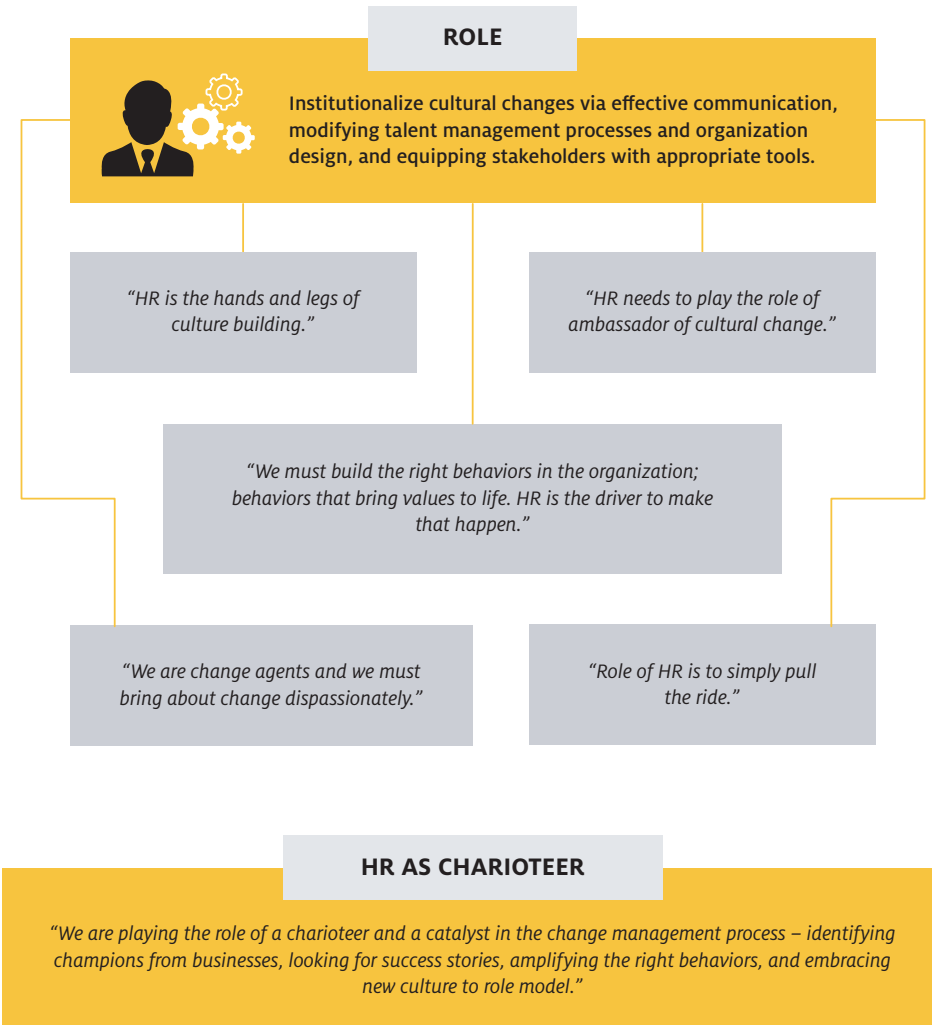 ROLE
Institutionalize cultural changes via effective communication,
modifying talent management processes and organization
design, and equipping stakeholders with appropriate tools.
“HR is the hands and legs of
culture building.”
“HR needs to play the role of
ambassador of cultural change.”
“We must build the right behaviors in the organization;
behaviors that bring values to life. HR is the driver to make
that happen.”
“We are change agents and we must
bring about change dispassionately.”
“Role of HR is to simply pull
the ride.”
HR AS CHARIOTEER
“We are playing the role of a charioteer and a catalyst in the change management process – identifying
champions from businesses, looking for success stories, amplifying the right behaviors, and embracing
new culture to role model.”